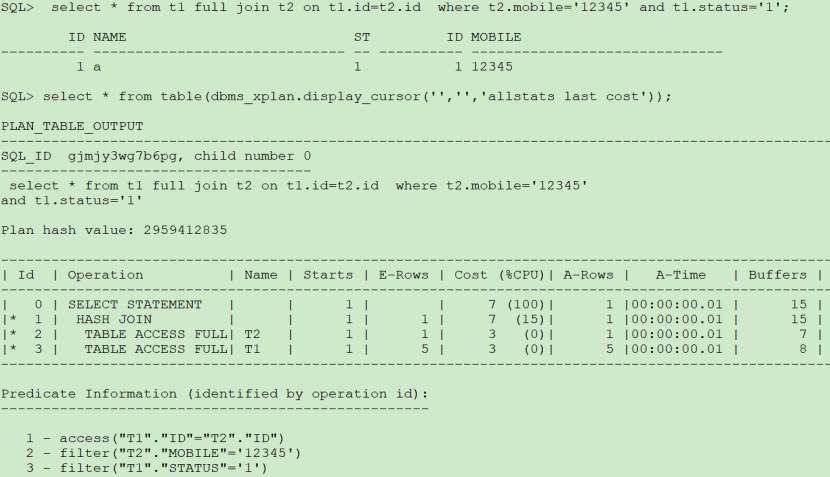 SQL>  select * from t1 full join t2 on t1.id=t2.id  where t2.mobile='12345' and t1.status='1';
        ID NAME                           ST         ID MOBILE
---------- ------------------------------ -- ---------- ------------------------------
         1 a                              1           1 12345
SQL> select * from table(dbms_xplan.display_cursor('','','allstats last cost'));
PLAN_TABLE_OUTPUT
----------------------------------------------------------------------------------------------------
SQL_ID  gjmjy3wg7b6pg, child number 0
-------------------------------------
 select * from t1 full join t2 on t1.id=t2.id  where t2.mobile='12345'
and t1.status='1'
Plan hash value: 2959412835
----------------------------------------------------------------------------------------------------
| Id  | Operation          | Name | Starts | E-Rows | Cost (%CPU)| A-Rows |   A-Time   | Buffers |
----------------------------------------------------------------------------------------------------
|   0 | SELECT STATEMENT   |      |      1 |        |     7 (100)|      1 |00:00:00.01 |      15 |
|*  1 |  HASH JOIN         |      |      1 |      1 |     7  (15)|      1 |00:00:00.01 |      15 |
|*  2 |   TABLE ACCESS FULL| T2   |      1 |      1 |     3   (0)|      1 |00:00:00.01 |       7 |
|*  3 |   TABLE ACCESS FULL| T1   |      1 |      5 |     3   (0)|      5 |00:00:00.01 |       8 |
----------------------------------------------------------------------------------------------------
Predicate Information (identified by operation id):
---------------------------------------------------
   1 - access("T1"."ID"="T2"."ID")
   2 - filter("T2"."MOBILE"='12345')
   3 - filter("T1"."STATUS"='1')